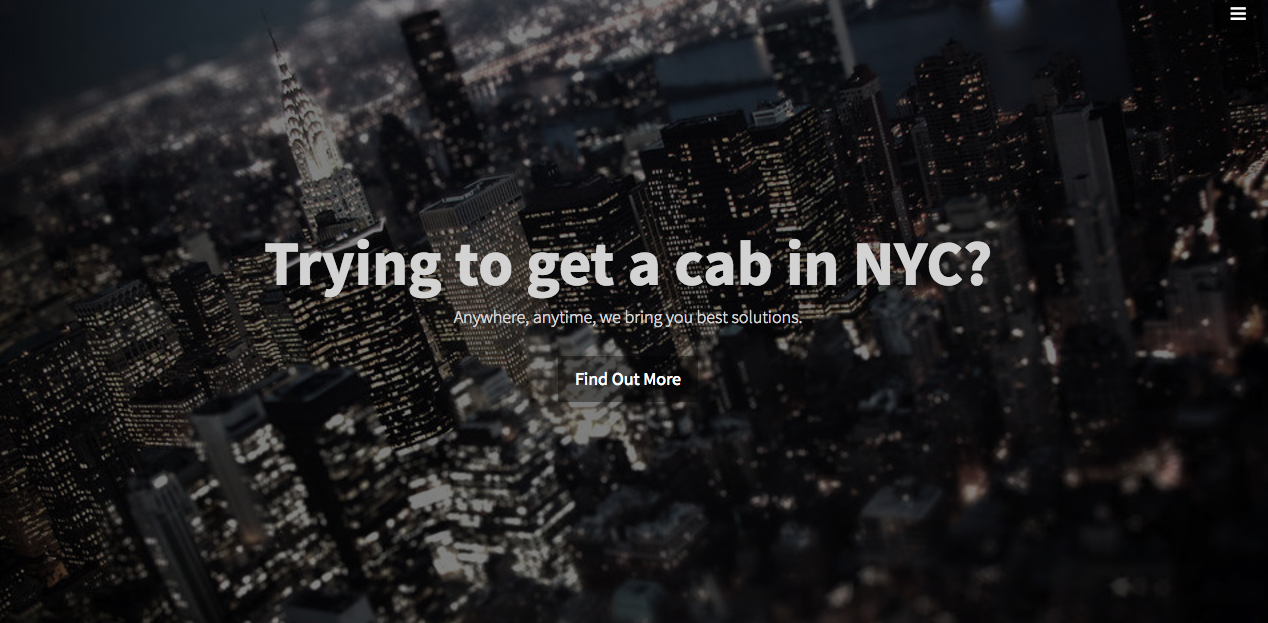 Trying to get a cab in NYC?
Anywhere, anytime, we bring you best solutions.
Find Out More